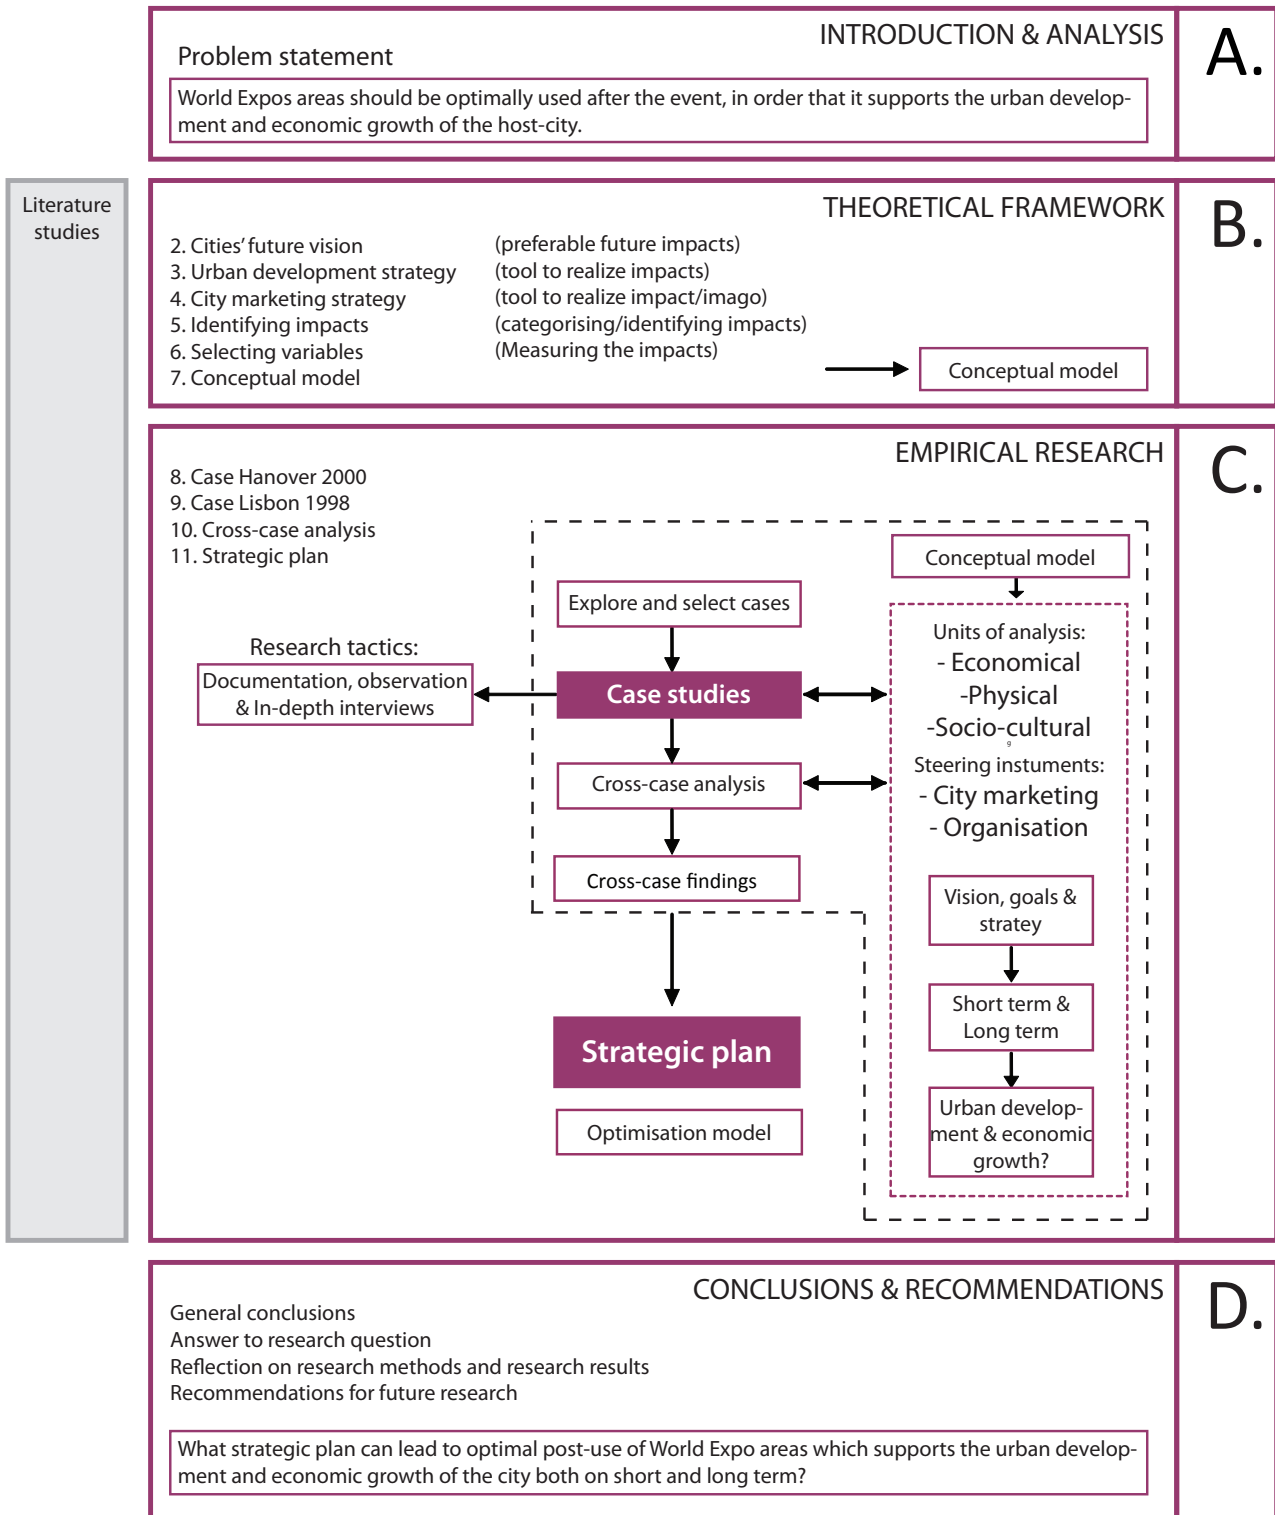 INTRODUCTION & ANALYSIS
A.
Problem statement
World Expos areas should be optimally used after the event, in order that it supports the urban develop-
ment and economic growth of the host-city.
Literature
studies
THEORETICAL FRAMEWORK
B.
2. Cities' future vision (preferable future impacts)
3. Urban development strategy (tool to realize impacts)
4. City marketing strategy (tool to realize impact/imago)
5. Identifying impacts (categorising/identifying impacts)
6. Selecting variables (Measuring the impacts)
7. Conceptual model
Conceptual model
EMPIRICAL RESEARCH
C.
8. Case Hanover 2000
9. Case Lisbon 1998
10. Cross-case analysis
11. Strategic plan
Explore and select cases
Research tactics:
Documentation, observation
& In-depth interviews
Case studies
Cross-case analysis
Cross-case findings
Strategic plan
Optimisation model
Conceptual model
Units of analysis:
- Economical
-Physical
-Socio-cultural
9
Steering instuments:
- City marketing
- Organisation
Vision, goals &
stratey
Short term &
Long term
Urban develop-
ment & economic
growth?
CONCLUSIONS & RECOMMENDATIONS
D.
General conclusions
Answer to research question
Reflection on research methods and research results
Recommendations for future research
What strategic plan can lead to optimal post-use of World Expo areas which supports the urban develop-
ment and economic growth of the city both on short and long term?